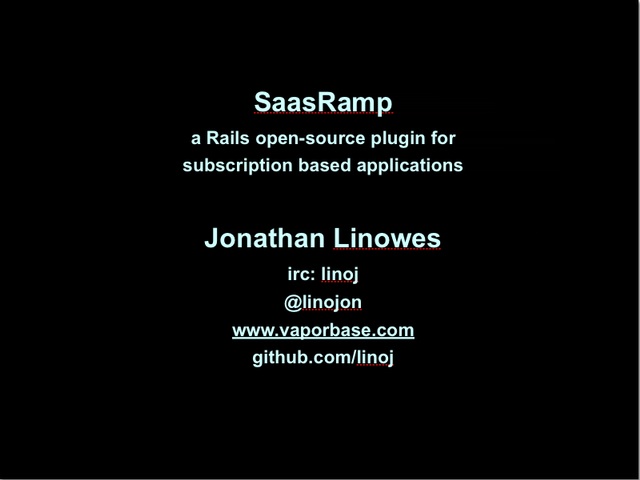 SaasRamp
a Rails open-source plugin for
subscription based applications
Jonathan Linowes
irc: linoj
@linojon
www.vaporbase.com
github.com/linoj